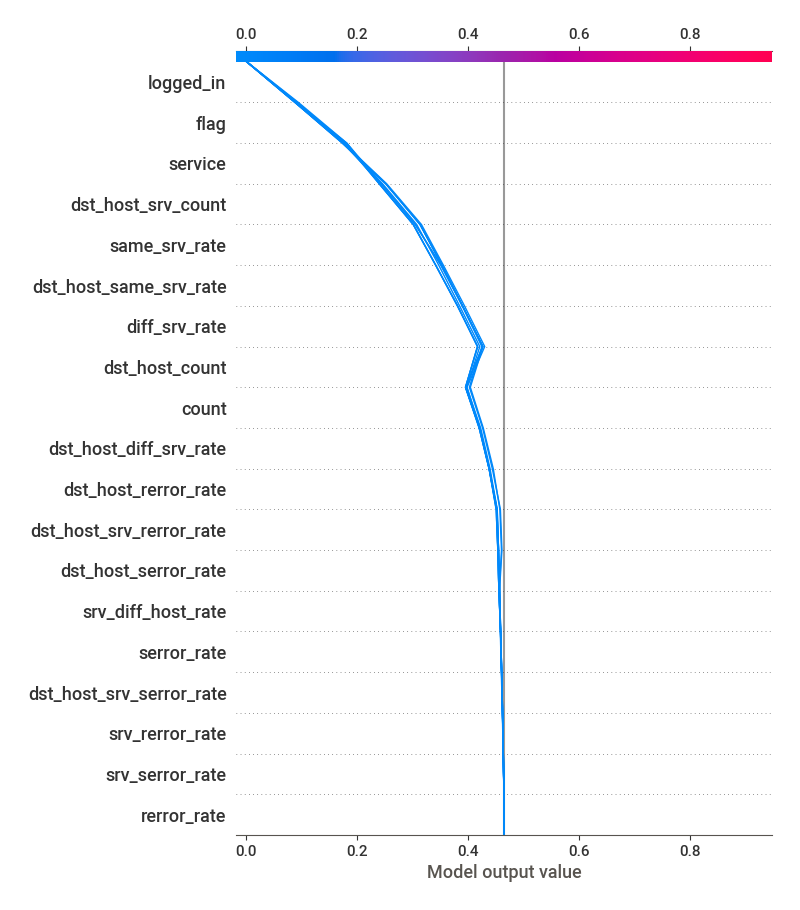 0.0 0.2 0.4 0.6 0.8
logged_in
flag
service
dst_host_srv_count
same_srv_rate
dst_host_same_srv_rate
diff_srv_rate
dst_host_count
count
dst_host_diff_srv_rate
dst_host_rerror_rate
dst_host_srv_rerror_rate
dst_host_serror_rate
srv_diff_host_rate
serror_rate
dst_host_srv_serror_rate
srv_rerror_rate
srv_serror_rate
rerror_rate
0.0 0.2 0.4 0.6 0.8
Model output value